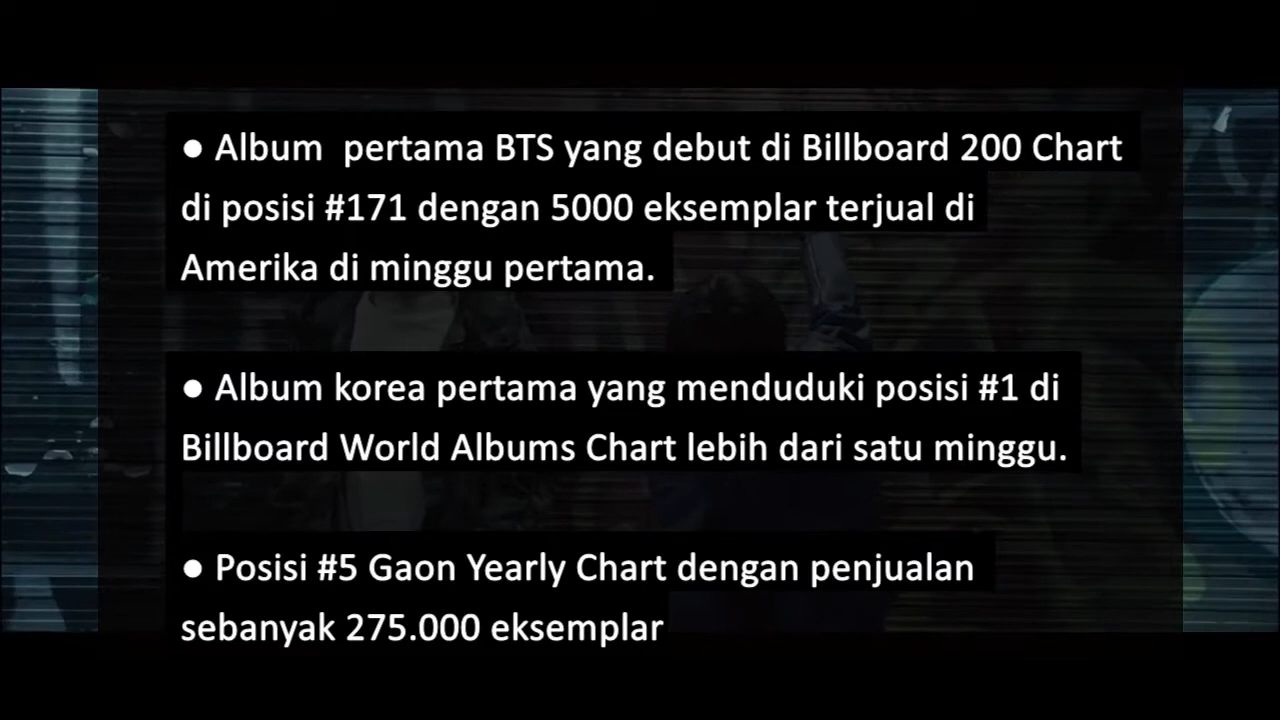 ● Album  pertama BTS yang debut di Billboard 200 Chart
di posisi #171 dengan 5000 eksemplar terjual di
Amerika di minggu pertama.
● Album korea pertama yang menduduki posisi #1 di
Billboard World Albums Chart lebih dari satu minggu.
● Posisi #5 Gaon Yearly Chart dengan penjualan
sebanyak 275.000 eksemplar